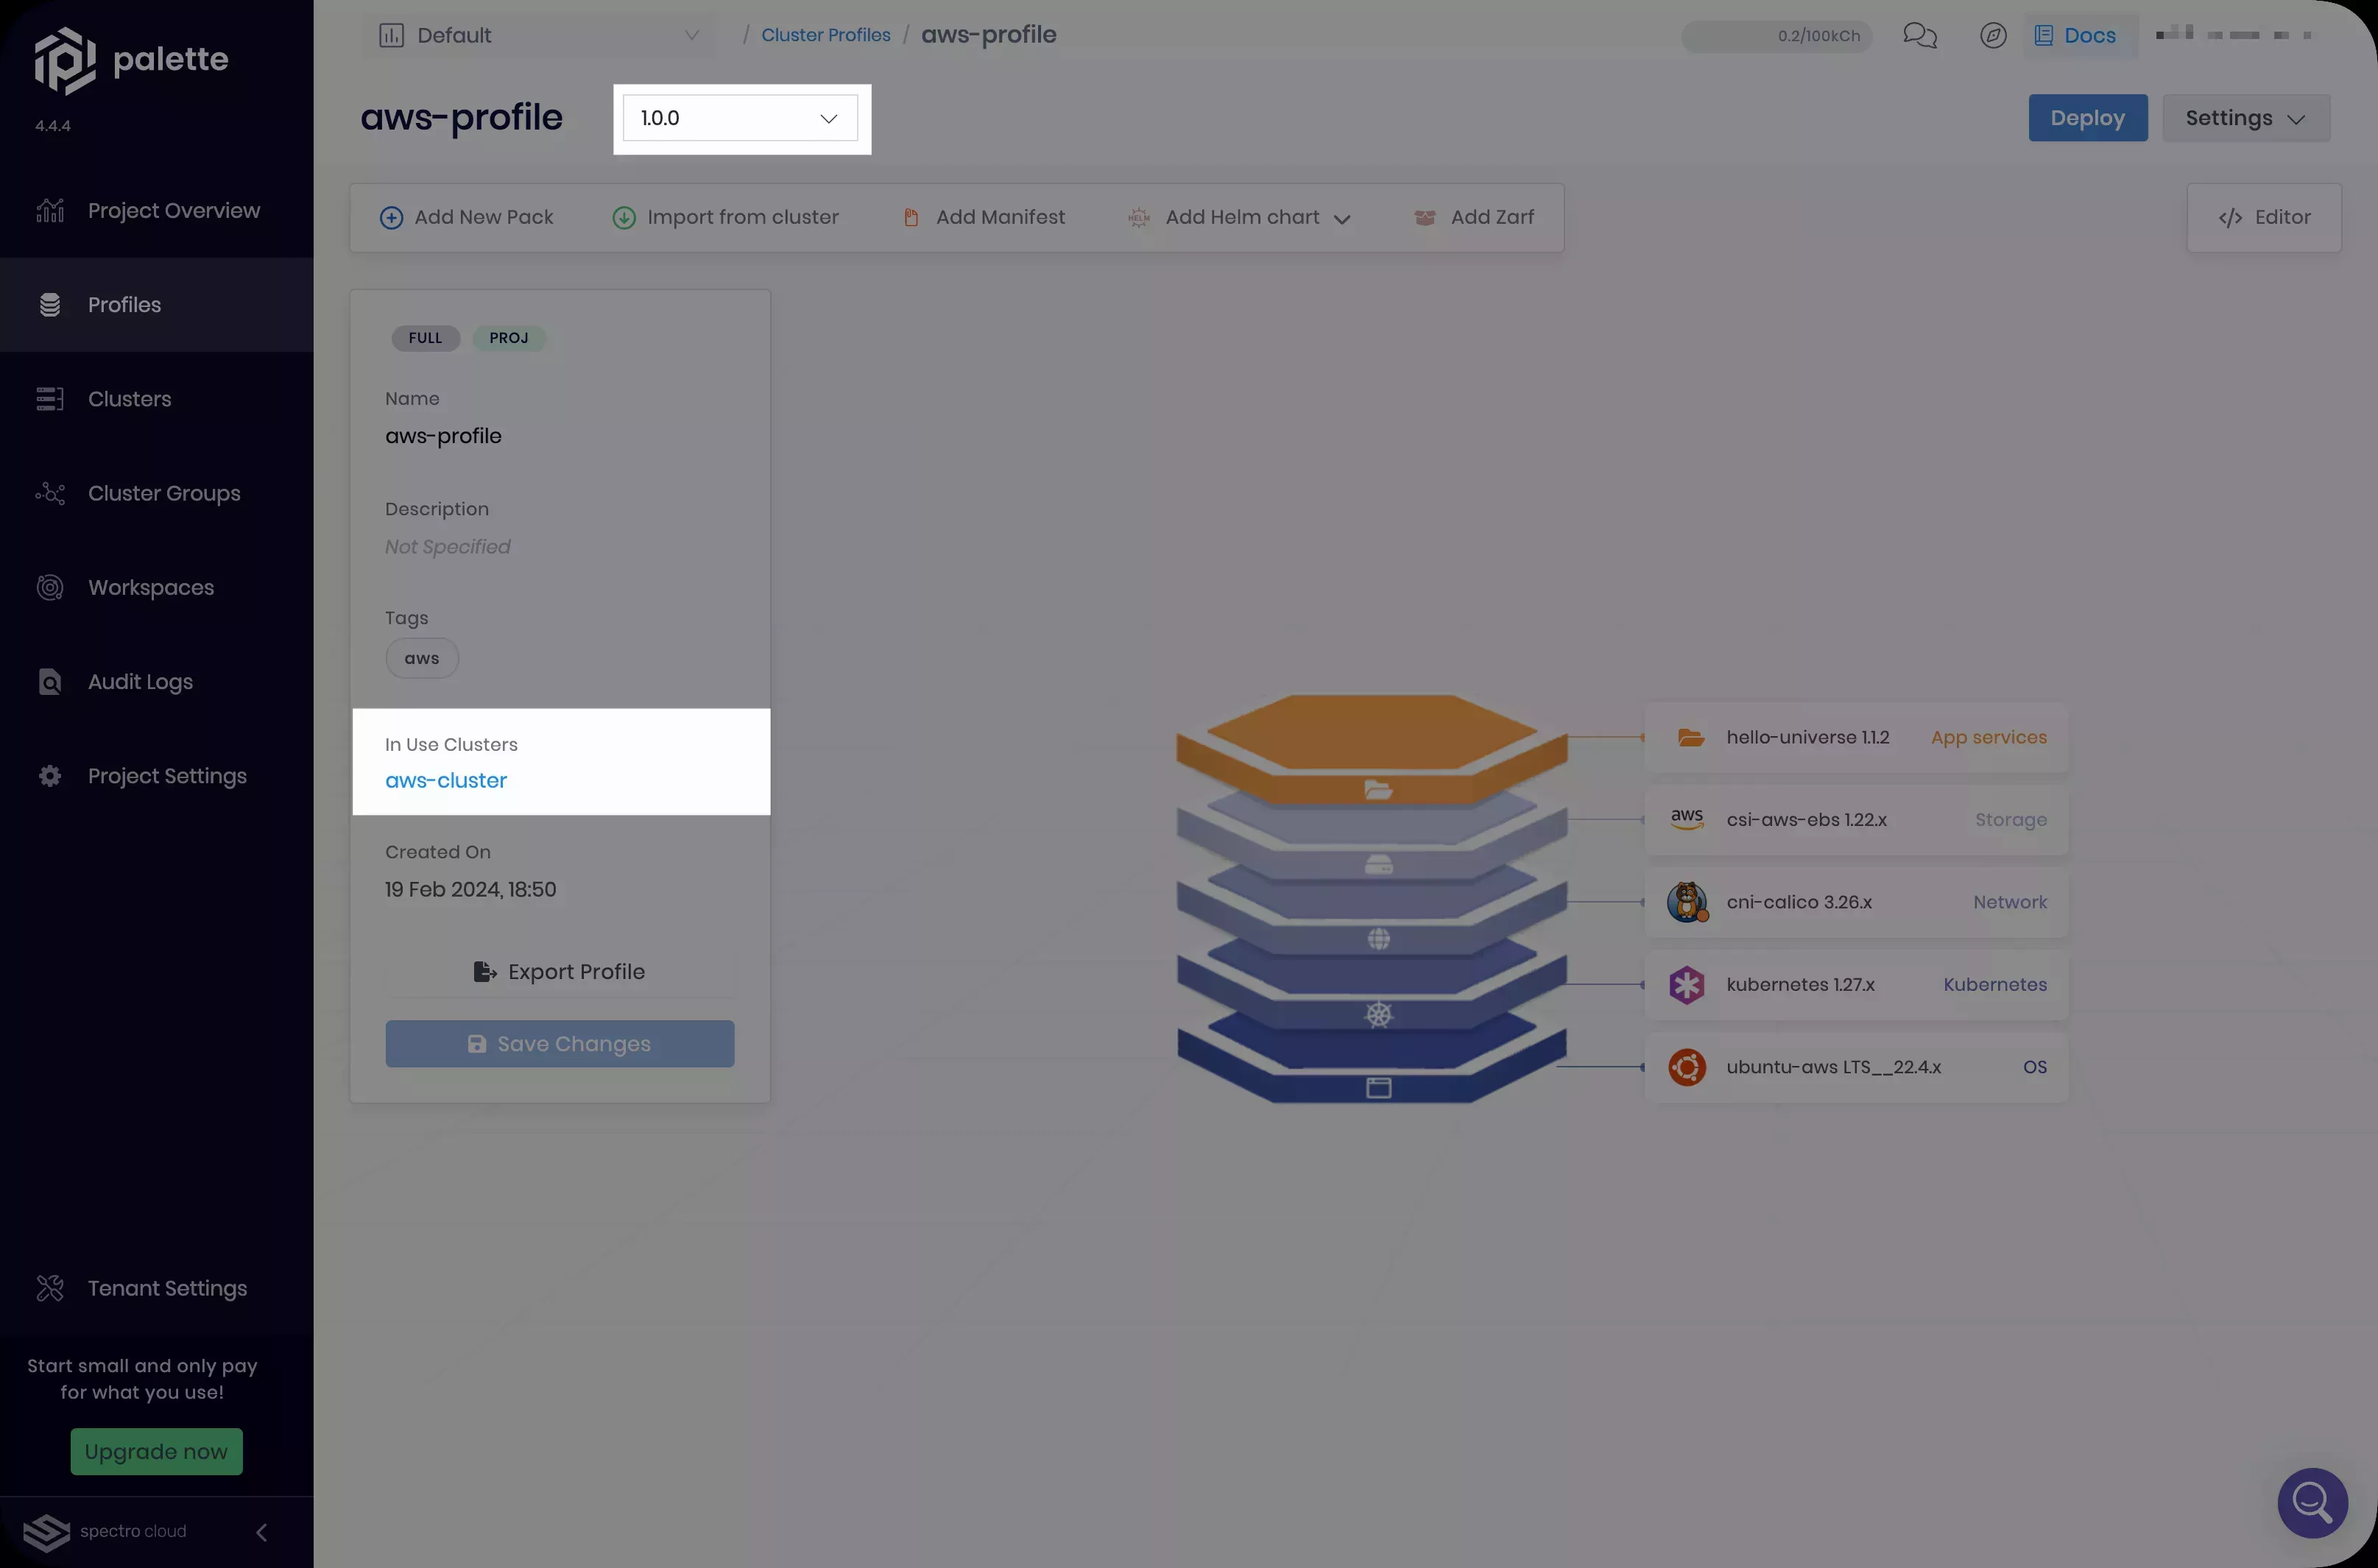 palette
4.4.4
Project Overview
Profiles
Clusters
Cluster Groups
Workspaces
Audit Logs
Project Settings
Tenant Settings
Start small and only pay
for what you use!
Upgrade now
spectro cloud
Default / Cluster Profiles / aws-profile
0.2/100kCh
Docs
aws-profile
1.0.0
Deploy
Settings
Add New Pack
Import from cluster
Add Manifest
HELM Add Helm chart
Add Zarf
</> Editor
FULL PROJ
Name
aws-profile
Description
Not Specified
Tags
aws
In Use Clusters
aws-cluster
Created On
19 Feb 2024, 18:50
Export Profile
Save Changes
hello-universe 1.1.2 App services
aws csi-aws-ebs 1.22.x Storage
cni-calico 3.26.x Network
kubernetes 1.27.x Kubernetes
ubuntu-aws LTS__22.4.x OS